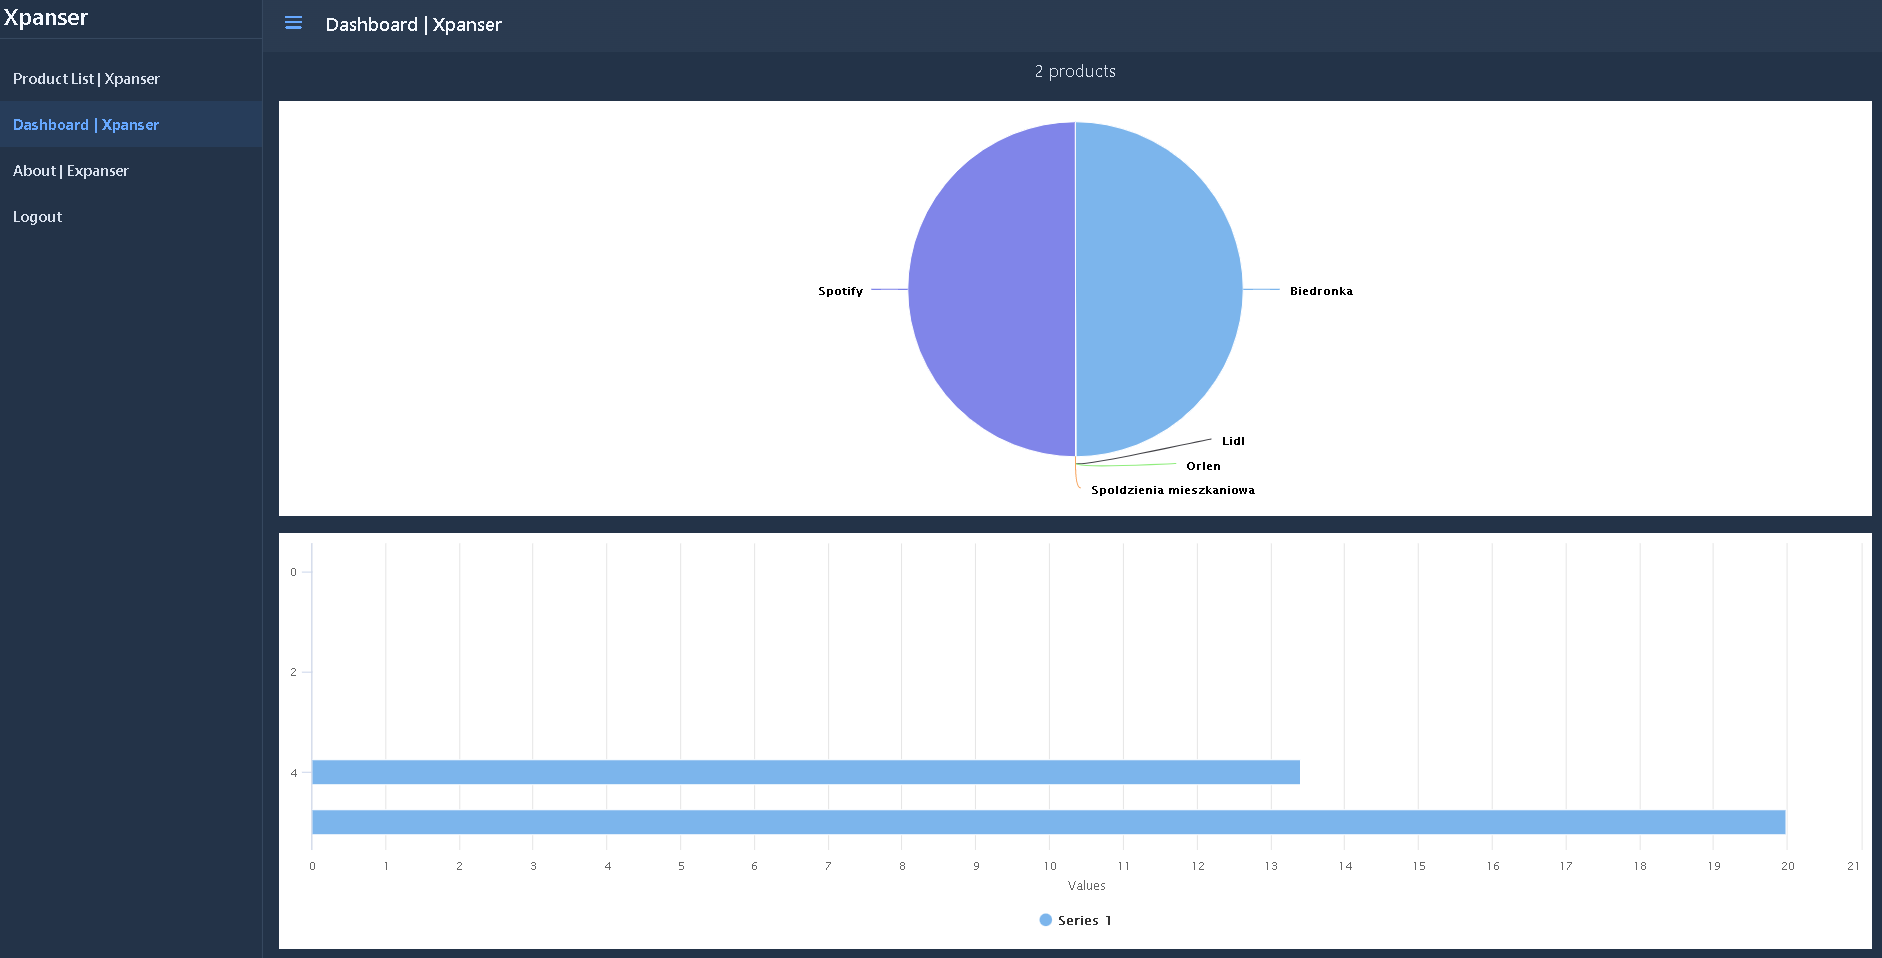 Xpanser
Product List | Xpanser
Dashboard | Xpanser
About | Expanser
Logout
Dashboard | Xpanser
2 products
Spotify
Biedronka
Lidl
Orlen
Spoldzienia mieszkaniowa
0
2
4
0 1 2 3 4 5 6 7 8 9 10 11 12 13 14 15 16 17 18 19 20 21
Values
Series 1